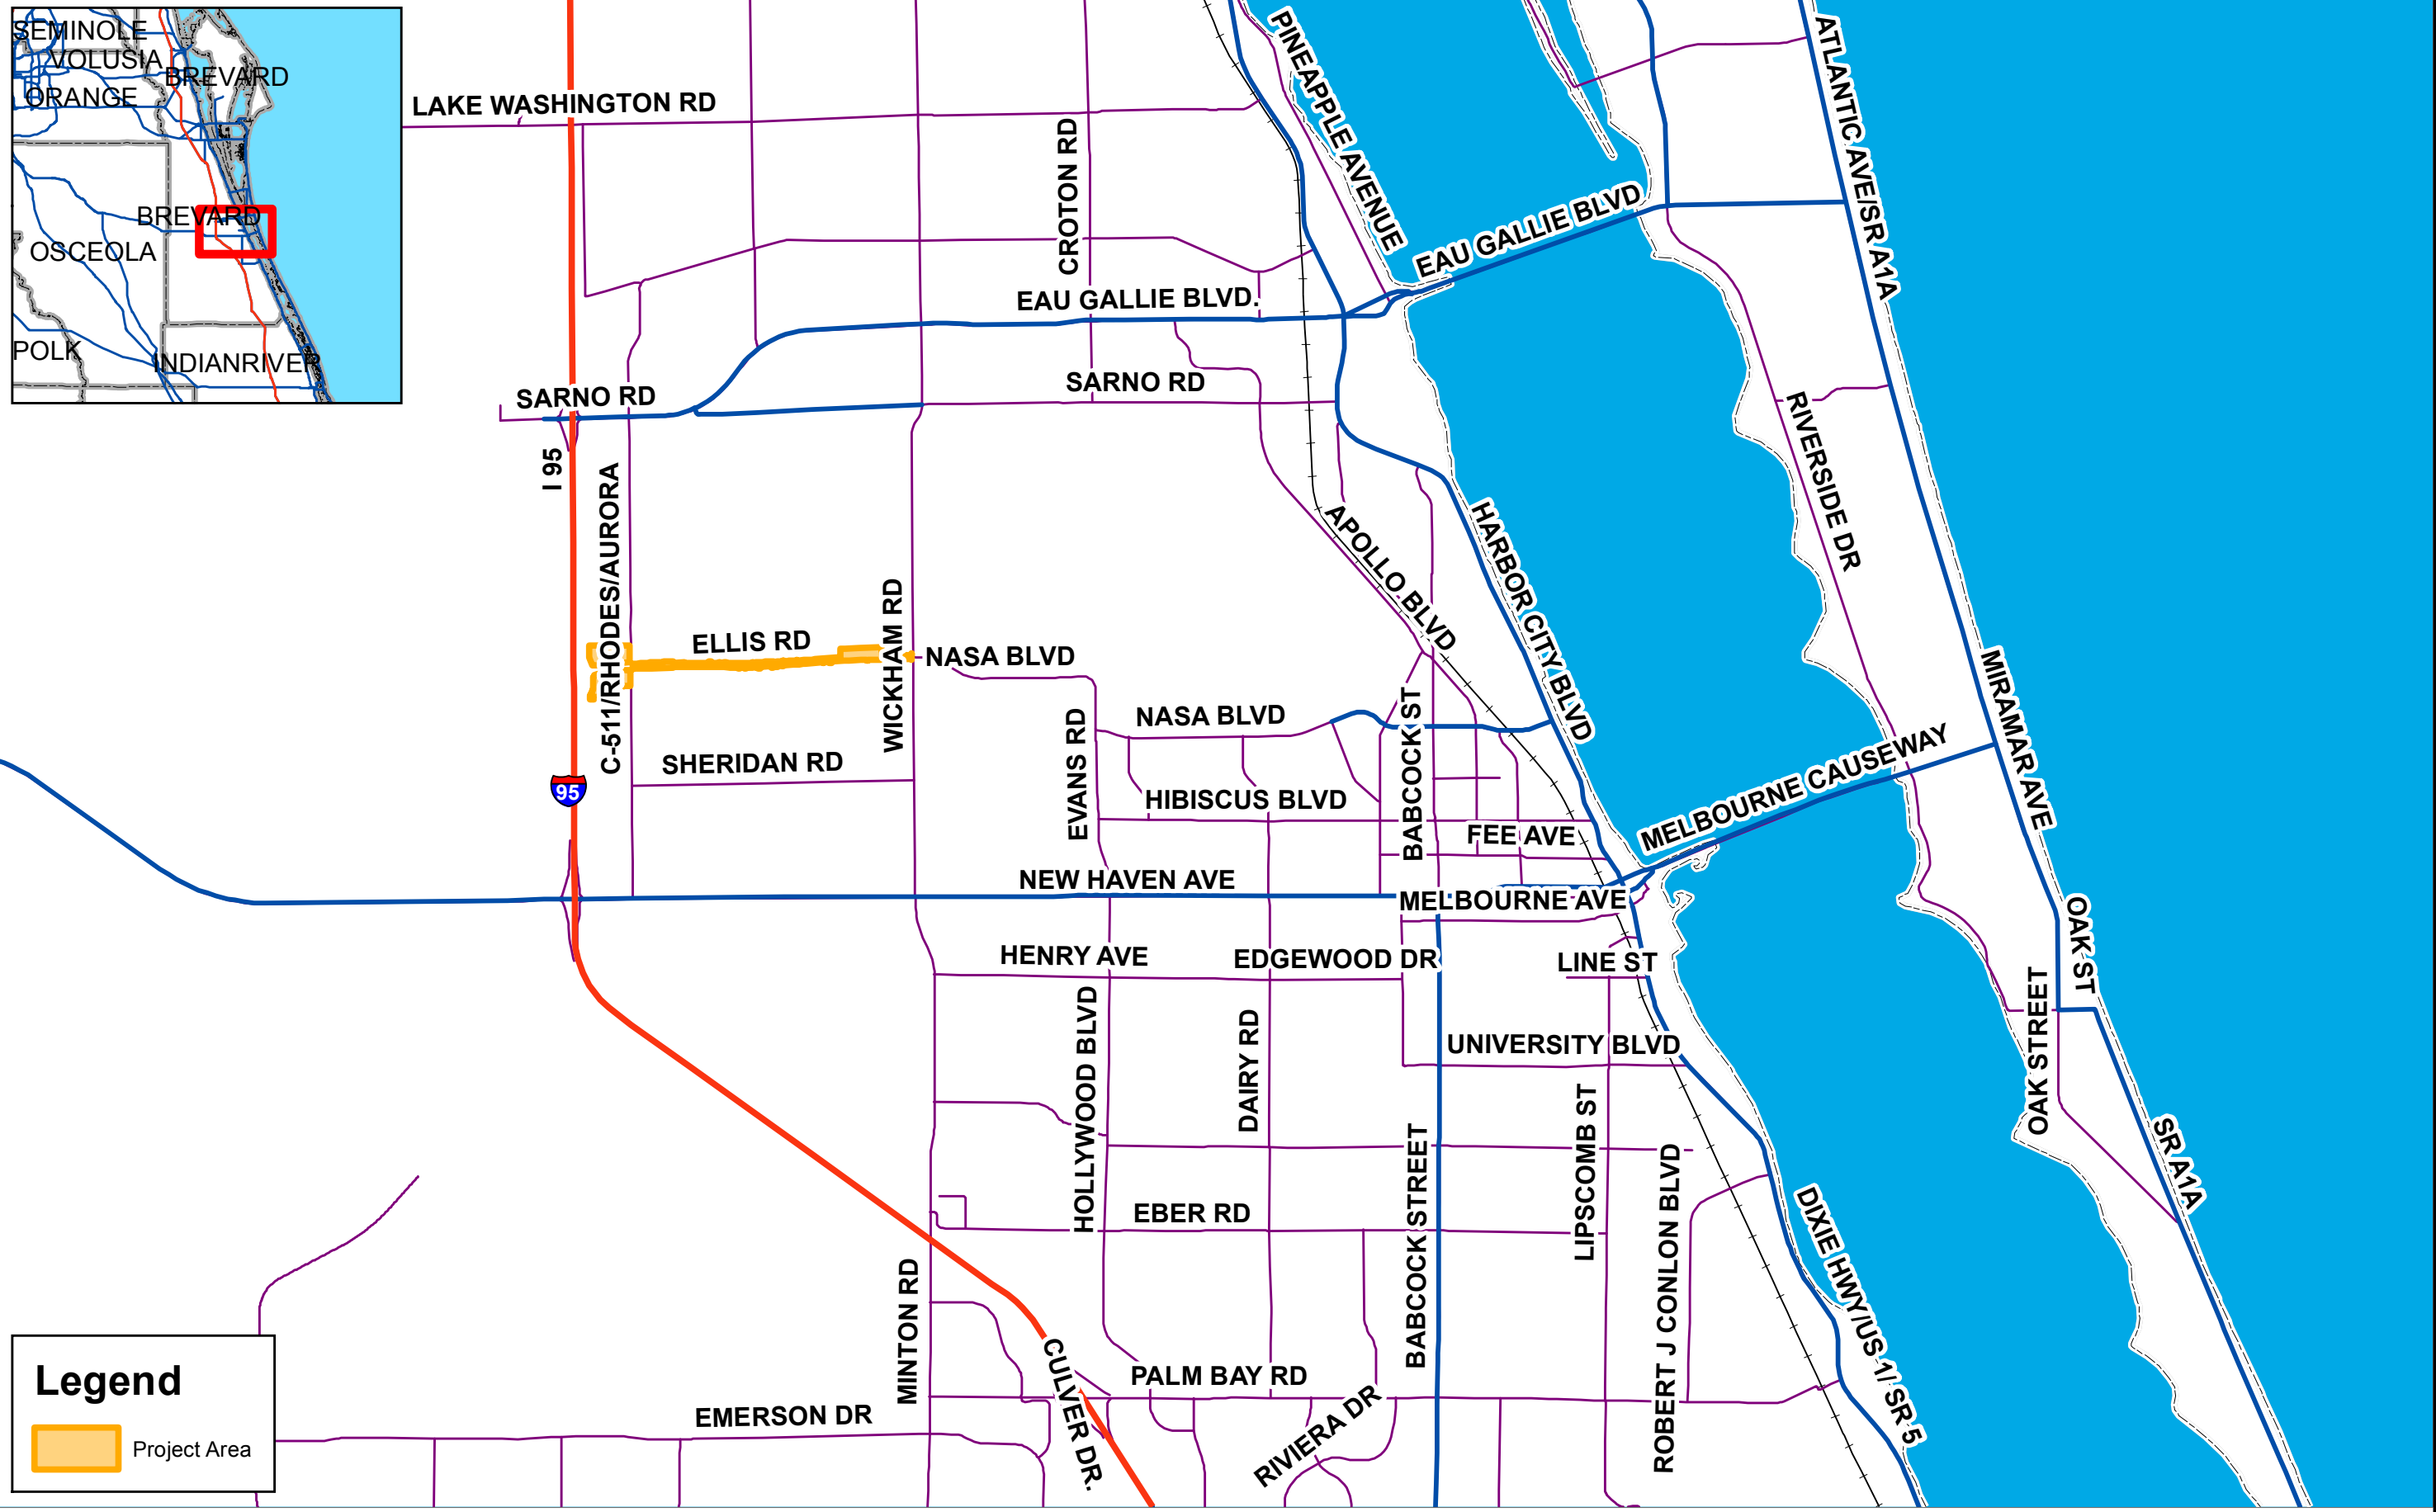 SEMINOLE
VOLUSIA
BREVARD
ORANGE
BREVARD
OSCEOLA
POLK
INDIANRIVER
LAKE WASHINGTON RD
CROTON RD
PINEAPPLE AVENUE
ATLANTIC AVE/SR A1A
EAU GALLIE BLVD
EAU GALLIE BLVD.
SARNO RD
SARNO RD
I 95
C-511/RHODES/AURORA
RIVERSIDE DR
APOLLO BLVD
HARBOR CITY BLVD
ELLIS RD
WICKHAM RD
NASA BLVD
NASA BLVD
EVANS RD
BABCOCK ST
MIRAMAR AVE
SHERIDAN RD
95
HIBISCUS BLVD
FEE AVE
MELBOURNE CAUSEWAY
NEW HAVEN AVE
MELBOURNE AVE
OAK ST
HENRY AVE
EDGEWOOD DR
LINE ST
OAK STREET
HOLLYWOOD BLVD
DAIRY RD
UNIVERSITY BLVD
LIPSCOMB ST
SR A1A
BABCOCK STREET
ROBERT J CONLON BLVD
DIXIE HWY/US 1/ SR 5
EBER RD
MINTON RD
CULVER DR.
PALM BAY RD
RIVIERA DR
EMERSON DR
Legend
Project Area